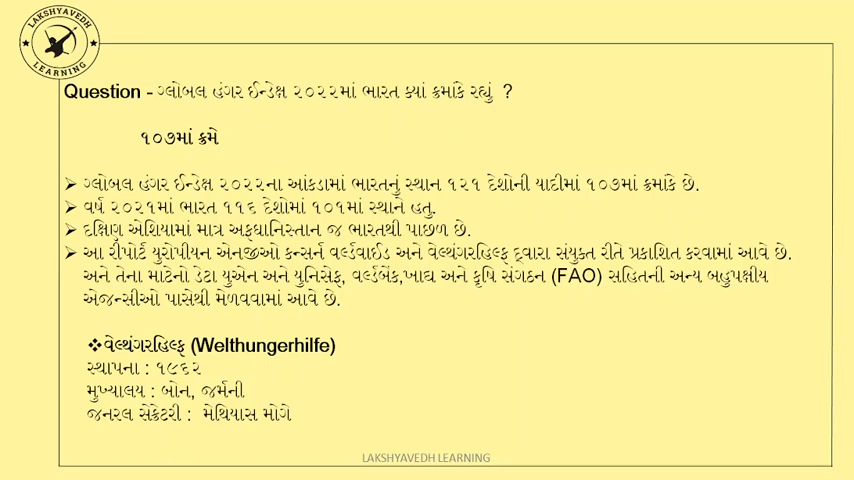 LAKSHYAVEDH
LEARNING
Question - ગ્લોબલ હંગર ઈન્ડેક્ષ ૨૦૨૨માં ભારત ક્યાં ક્રમાંકે રહ્યું ?
૧૦૭માં ક્રમે
➢ ગ્લોબલ હંગર ઈન્ડેક્ષ ૨૦૨૨ના આંકડામાં ભારતનું સ્થાન ૧૨૧ દેશોની યાદીમાં ૧૦૭માં ક્રમાંકે છે.
➢ વર્ષ ૨૦૨૧માં ભારત ૧૧૬ દેશોમાં ૧૦૧માં સ્થાને હતુ.
➢ દક્ષિણ એશિયામાં માત્ર અફઘાનિસ્તાન જ ભારતથી પાછળ છે.
➢ આ રીપોર્ટ યુરોપીયન એનજીઓ કન્સર્ન વર્લ્ડવાઈડ અને વેલ્થંગરહિલ્ફ દ્વારા સંયુક્ત રીતે પ્રકાશિત કરવામાં આવે છે.
અને તેના માટેનો ડેટા યુએન અને યુનિસેફ, વર્લ્ડબેંક,ખાદ્ય અને કૃષિ સંગઠન (FAO) સહિતની અન્ય બહુપક્ષીય
એજન્સીઓ પાસેથી મેળવવામાં આવે છે.
❖વેલ્થંગરહિલ્ફ (Welthungerhilfe)
સ્થાપના : ૧૯૬૨
મુખ્યાલય : બોન, જર્મની
જનરલ સેક્રેટરી : મેથિયાસ મોગે
LAKSHYAVEDH LEARNING